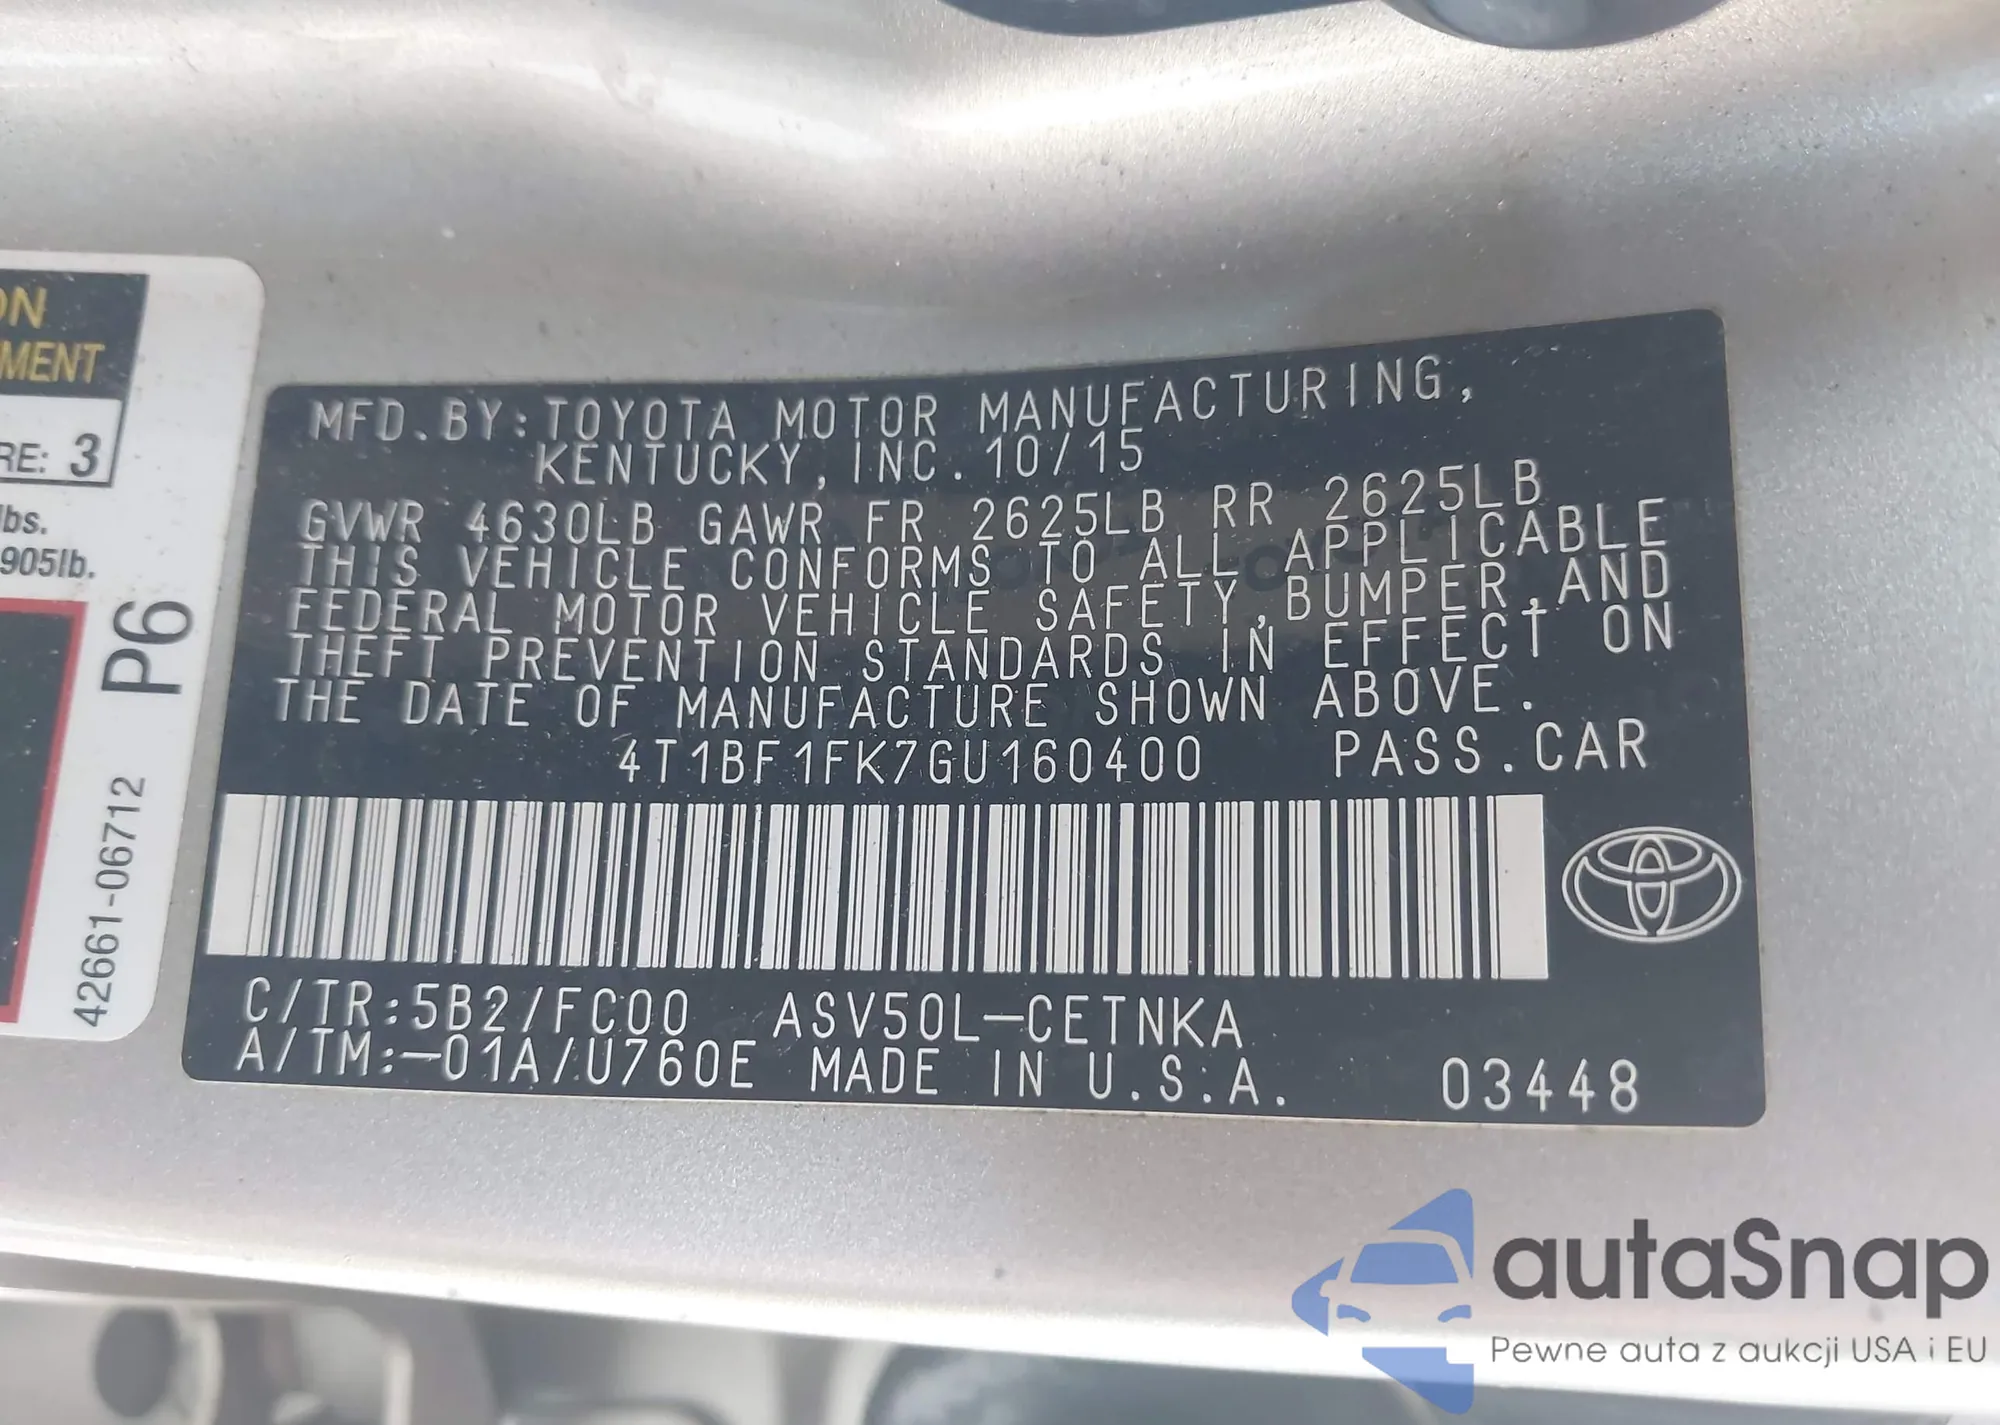 ON
MENT
RE: 3
lbs.
905lb.
P6
42661-06712
MFD.BY:TOYOTA MOTOR MANUFACTURING,
KENTUCKY,INC.10/15
GVWR 4630LB GAWR FR 2625LB RR 2625LB
THIS VEHICLE CONFORMS TO ALL APPLICABLE
FEDERAL MOTOR VEHICLE SAFETY,BUMPER,AND
THEFT PREVENTION STANDARDS IN EFFECT ON
THE DATE OF MANUFACTURE SHOWN ABOVE.
4T1BF1FK7GU160400 PASS.CAR
C/TR:5B2/FC00 ASV50L-CETNKA
A/TM:-01A/U760E MADE IN U.S.A. 03448
autaSnap
Pewne auta z aukcji USA i EU